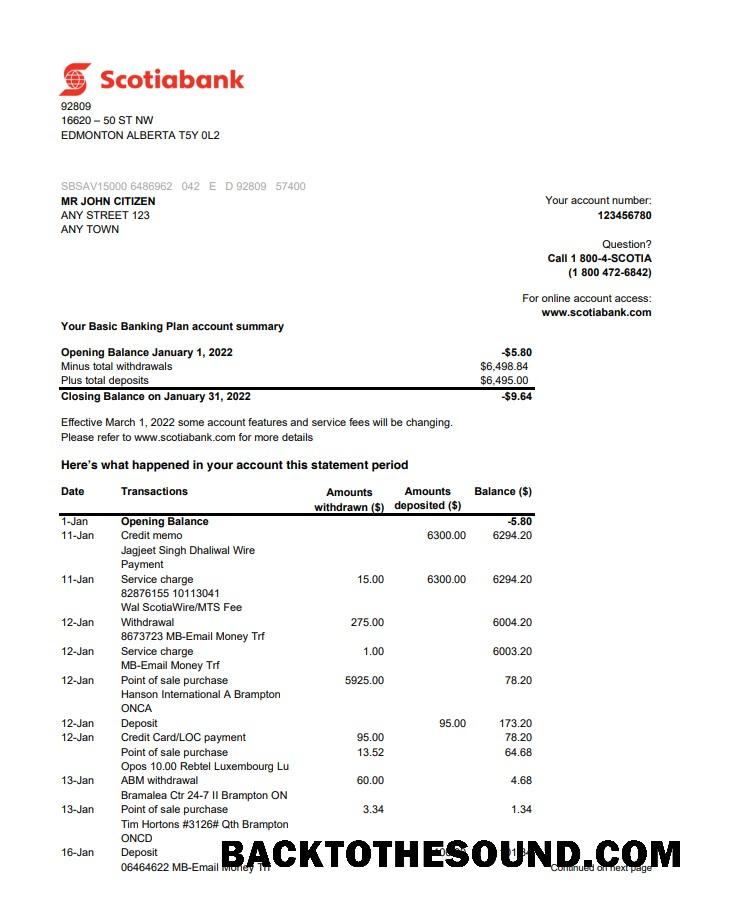 Scotiabank
92809
16620 – 50 ST NW
EDMONTON ALBERTA T5Y 0L2
SBSAV15000 6486962 042 E D 92809 57400
MR JOHN CITIZEN
ANY STREET 123
ANY TOWN
Your account number:
123456780
Question?
Call 1 800-4-SCOTIA
(1 800 472-6842)
For online account access:
www.scotiabank.com
Your Basic Banking Plan account summary
Opening Balance January 1, 2022 -$5.80
Minus total withdrawals $6,498.84
Plus total deposits $6,495.00
Closing Balance on January 31, 2022 -$9.64
Effective March 1, 2022 some account features and service fees will be changing.
Please refer to www.scotiabank.com for more details
Here's what happened in your account this statement period
Date Transactions Amounts Amounts Balance ($)
withdrawn ($) deposited ($)
1-Jan Opening Balance -5.80
11-Jan Credit memo 6300.00 6294.20
Jagjeet Singh Dhaliwal Wire
Payment
11-Jan Service charge 15.00 6300.00 6294.20
82876155 10113041
Wal ScotiaWire/MTS Fee
12-Jan Withdrawal 275.00 6004.20
8673723 MB-Email Money Trf
12-Jan Service charge 1.00 6003.20
MB-Email Money Trf
12-Jan Point of sale purchase 5925.00 78.20
Hanson International A Brampton
ONCA
12-Jan Deposit 95.00 173.20
12-Jan Credit Card/LOC payment 95.00 78.20
Point of sale purchase 13.52 64.68
Opos 10.00 Rebtel Luxembourg Lu
13-Jan ABM withdrawal 60.00 4.68
Bramalea Ctr 24-7 II Brampton ON
13-Jan Point of sale purchase 3.34 1.34
Tim Hortons #3126# Qth Brampton
ONCD
16-Jan Deposit
BACKTOTHESOUND.COM
06464622 MB-Email Money Trf Continued on next page